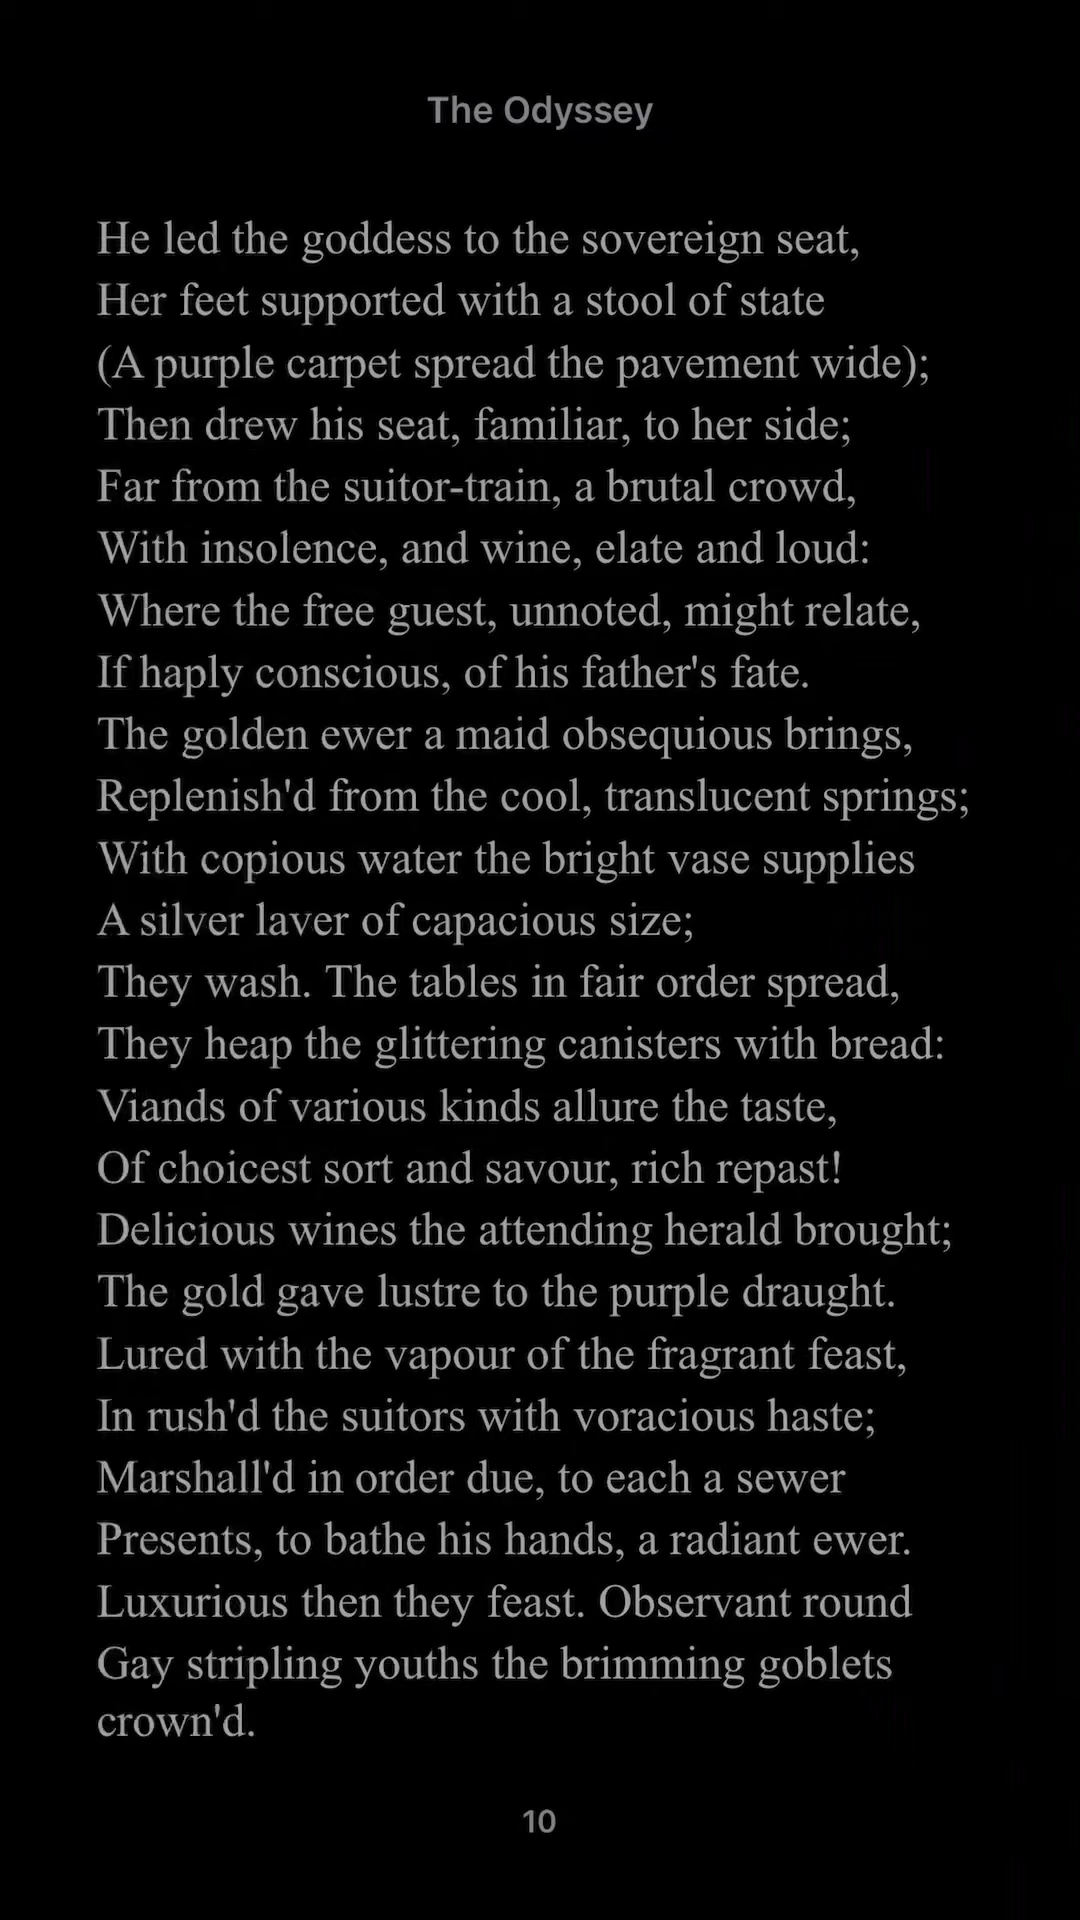 The Odyssey
He led the goddess to the sovereign seat,
Her feet supported with a stool of state
(A purple carpet spread the pavement wide);
Then drew his seat, familiar, to her side;
Far from the suitor-train, a brutal crowd,
With insolence, and wine, elate and loud:
Where the free guest, unnoted, might relate,
If haply conscious, of his father's fate.
The golden ewer a maid obsequious brings,
Replenish'd from the cool, translucent springs;
With copious water the bright vase supplies
A silver laver of capacious size;
They wash. The tables in fair order spread,
They heap the glittering canisters with bread:
Viands of various kinds allure the taste,
Of choicest sort and savour, rich repast!
Delicious wines the attending herald brought;
The gold gave lustre to the purple draught.
Lured with the vapour of the fragrant feast,
In rush'd the suitors with voracious haste;
Marshall'd in order due, to each a sewer
Presents, to bathe his hands, a radiant ewer.
Luxurious then they feast. Observant round
Gay stripling youths the brimming goblets
crown'd.
10